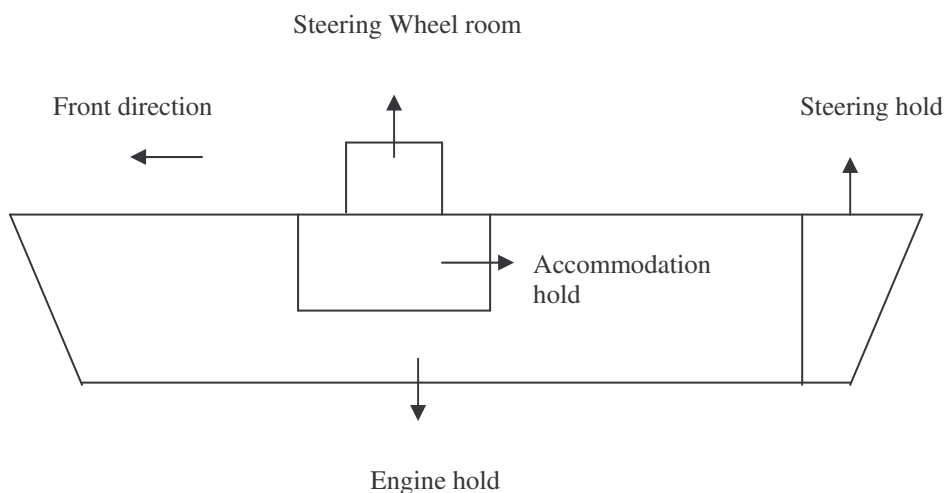 Steering Wheel room
Front direction
Steering hold
Accommodation
hold
Engine hold